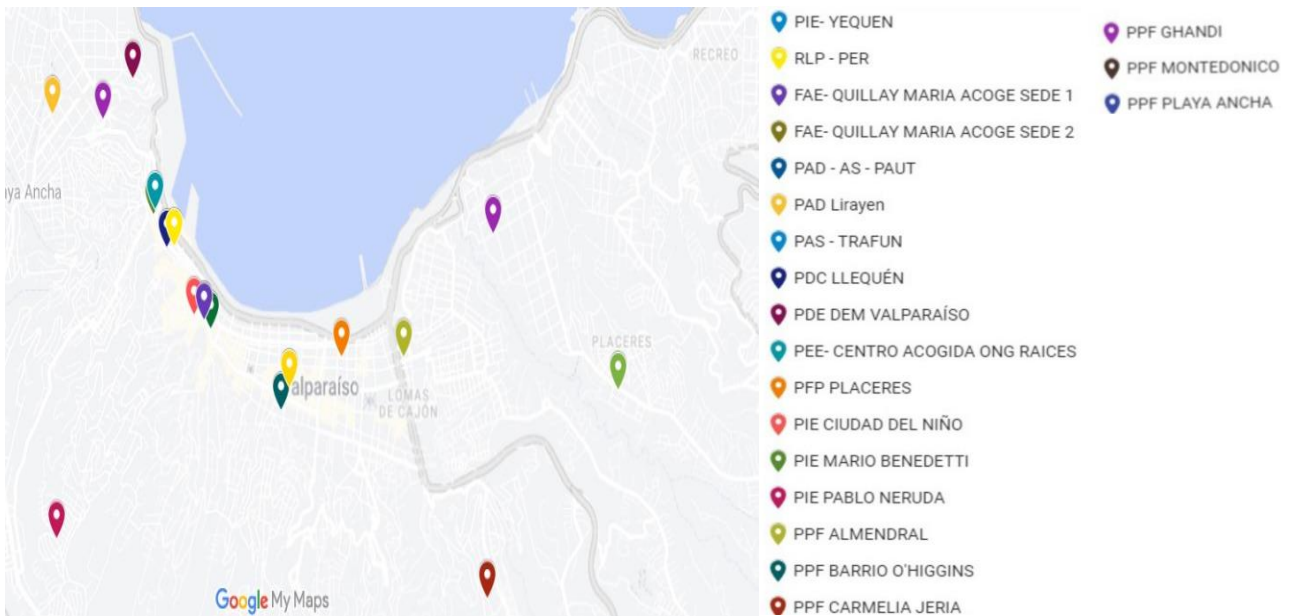 RECREO
aya Ancha
PLACERES
alparaíso
LOMAS
DE CAJÓN
Google My Maps
PIE- YEQUEN
RLP - PER
FAE- QUILLAY MARIA ACOGE SEDE 1
FAE- QUILLAY MARIA ACOGE SEDE 2
PAD - AS - PAUT
PAD Lirayen
PAS - TRAFUN
PDC LLEQUÉN
PDE DEM VALPARAÍSO
PEE- CENTRO ACOGIDA ONG RAICES
PFP PLACERES
PIE CIUDAD DEL NIÑO
PIE MARIO BENEDETTI
PIE PABLO NERUDA
PPF ALMENDRAL
PPF BARRIO O'HIGGINS
PPF CARMELIA JERIA
PPF GHANDI
PPF MONTEDONICO
PPF PLAYA ANCHA